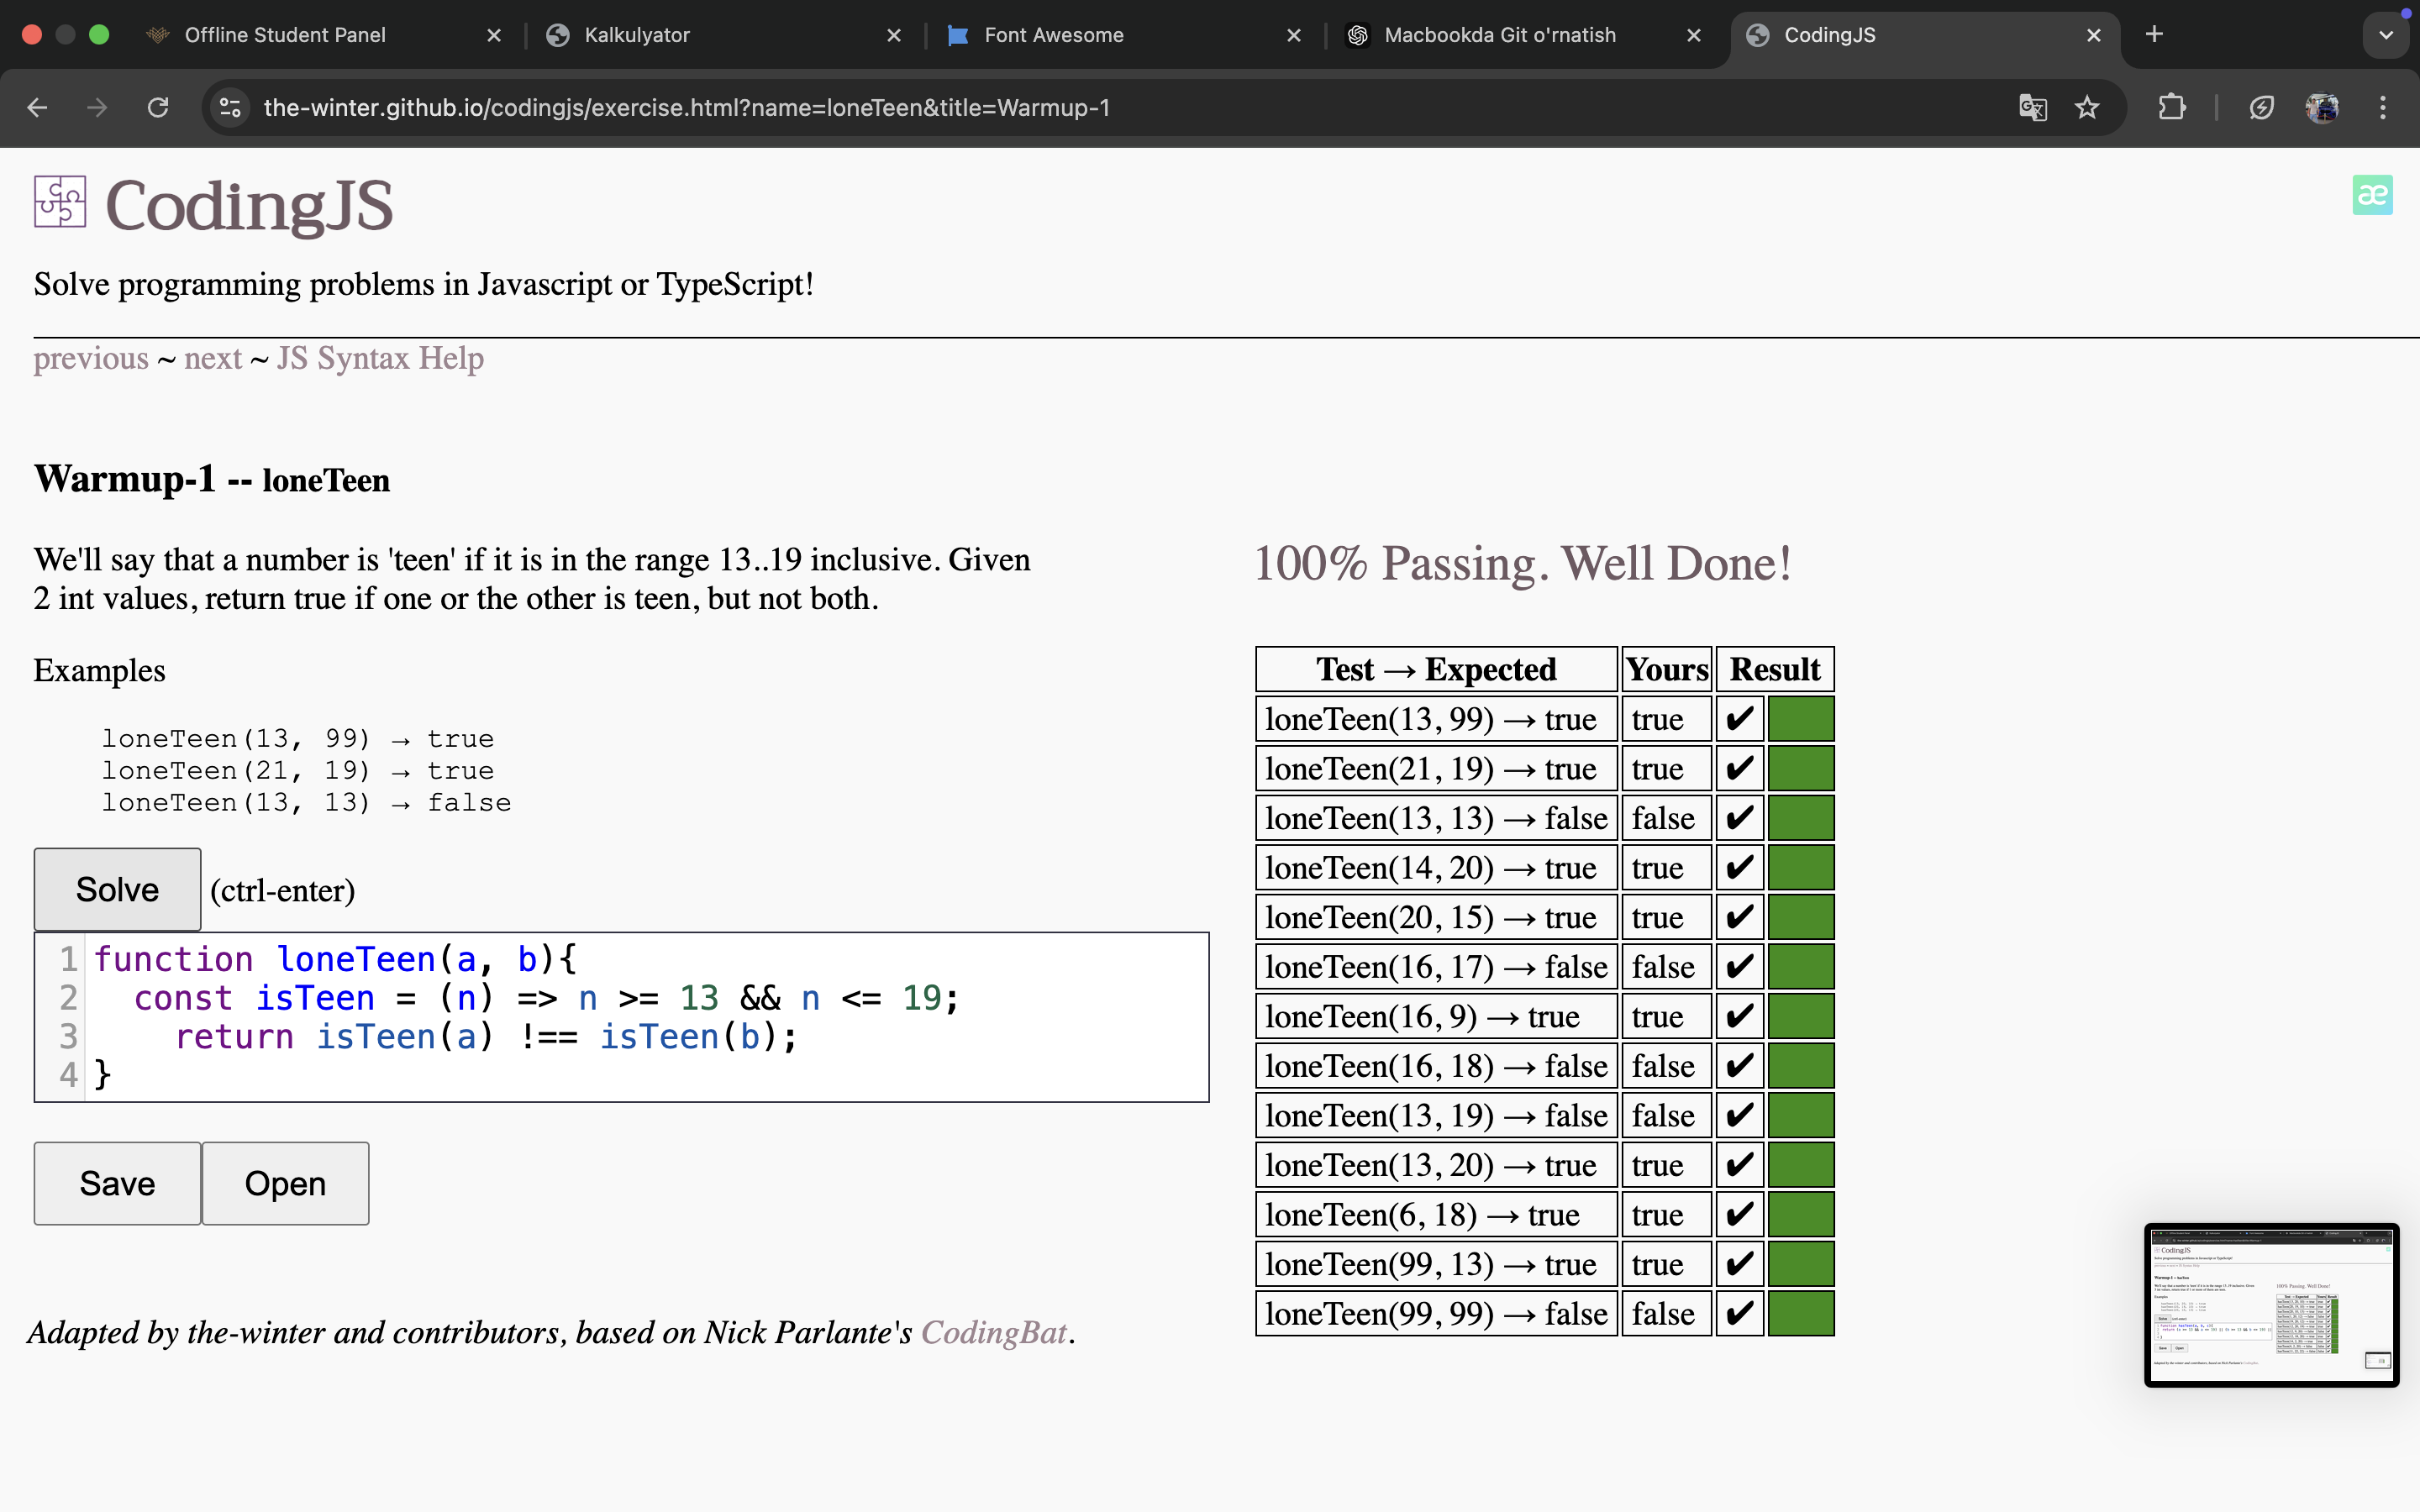 Offline Student Panel
Kalkulyator
Font Awesome
Macbookda Git o'rnatish
CodingJS
the-winter.github.io/codingjs/exercise.html?name=loneTeen&title=Warmup-1
CodingJS
æ
Solve programming problems in Javascript or TypeScript!
previous ~ next ~ JS Syntax Help
Warmup-1 -- loneTeen
We'll say that a number is 'teen' if it is in the range 13..19 inclusive. Given
2 int values, return true if one or the other is teen, but not both.
Examples
loneTeen(13, 99) → true
loneTeen(21, 19) → true
loneTeen(13, 13) → false
Solve (ctrl-enter)
1 function loneTeen(a, b){
2 const isTeen = (n) => n >= 13 && n <= 19;
3 return isTeen(a) !== isTeen(b);
4 }
Save Open
Adapted by the-winter and contributors, based on Nick Parlante's CodingBat.
100% Passing. Well Done!
Test → Expected Yours Result
loneTeen(13, 99) → true true ✔
loneTeen(21, 19) → true true ✔
loneTeen(13, 13) → false false ✔
loneTeen(14, 20) → true true ✔
loneTeen(20, 15) → true true ✔
loneTeen(16, 17) → false false ✔
loneTeen(16, 9) → true true ✔
loneTeen(16, 18) → false false ✔
loneTeen(13, 19) → false false ✔
loneTeen(13, 20) → true true ✔
loneTeen(6, 18) → true true ✔
loneTeen(99, 13) → true true ✔
loneTeen(99, 99) → false false ✔
CodingJS
100% Passing. Well Done!